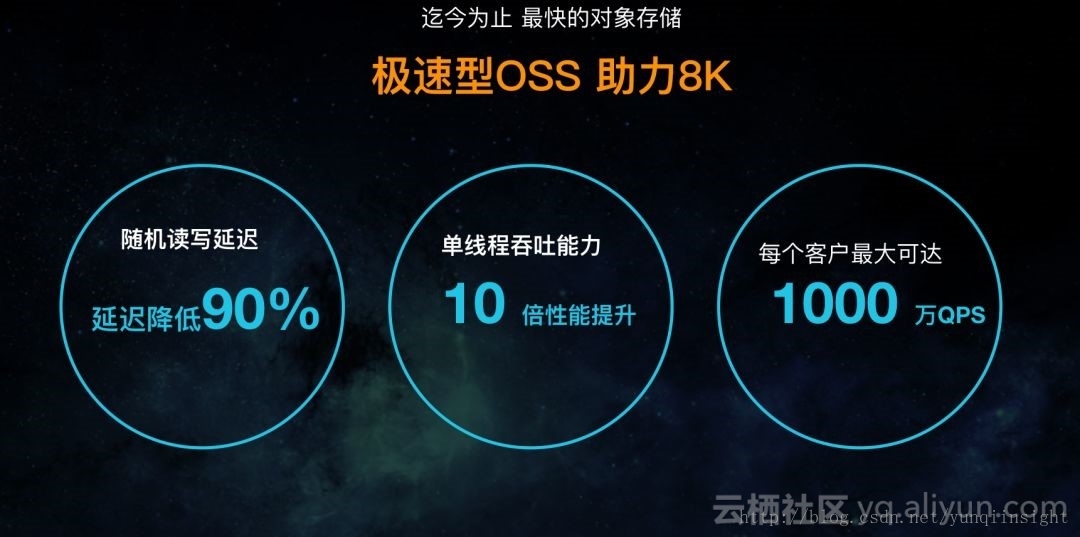 迄今为止 最快的对象存储
极速型OSS 助力8K
随机读写延迟
延迟降低90%
单线程吞吐能力
10 倍性能提升
每个客户最大可达
1000 万QPS
云栖社区 yq.aliyun.com
http://blog.csdn.net/yunqiinsight